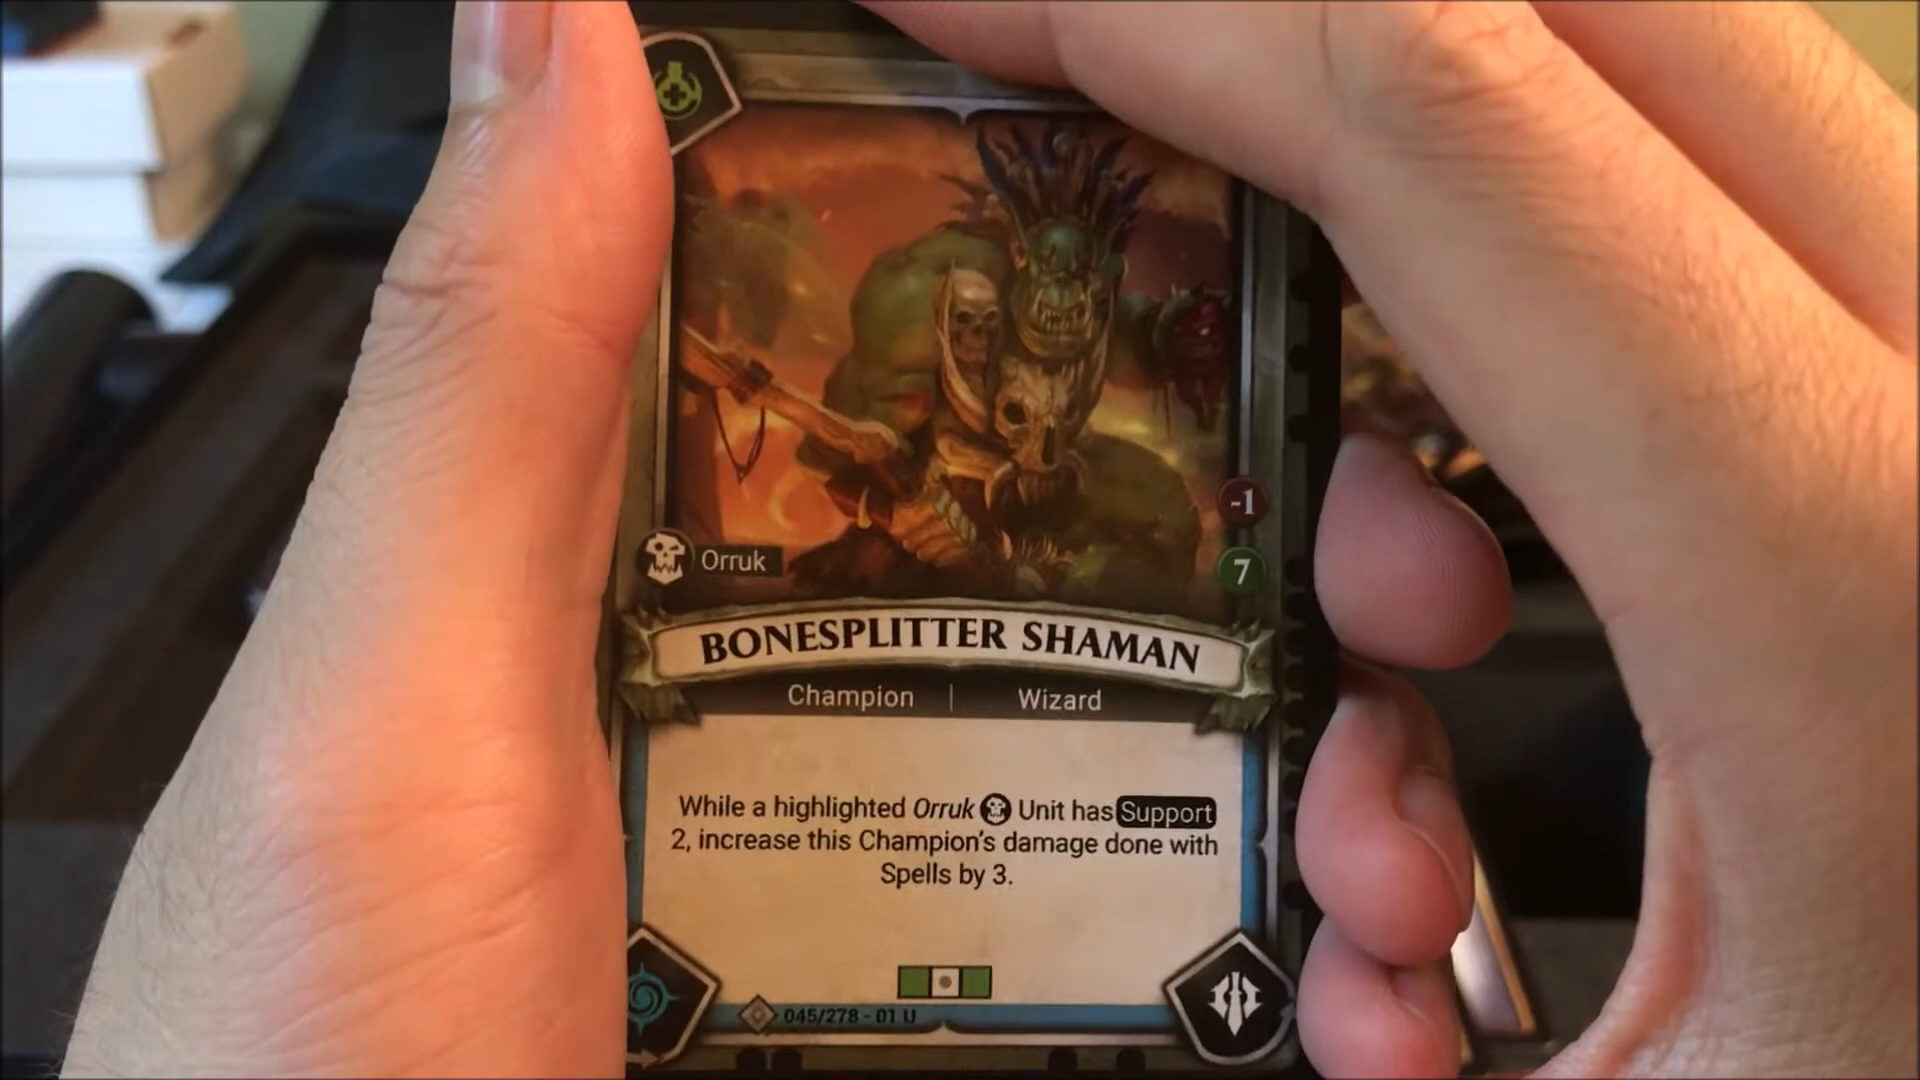 -1
Orruk
7
BONESPLITTER SHAMAN
Champion | Wizard
While a highlighted Orruk Unit has Support
2, increase this Champion's damage done with
Spells by 3.
045/278 - 01 U